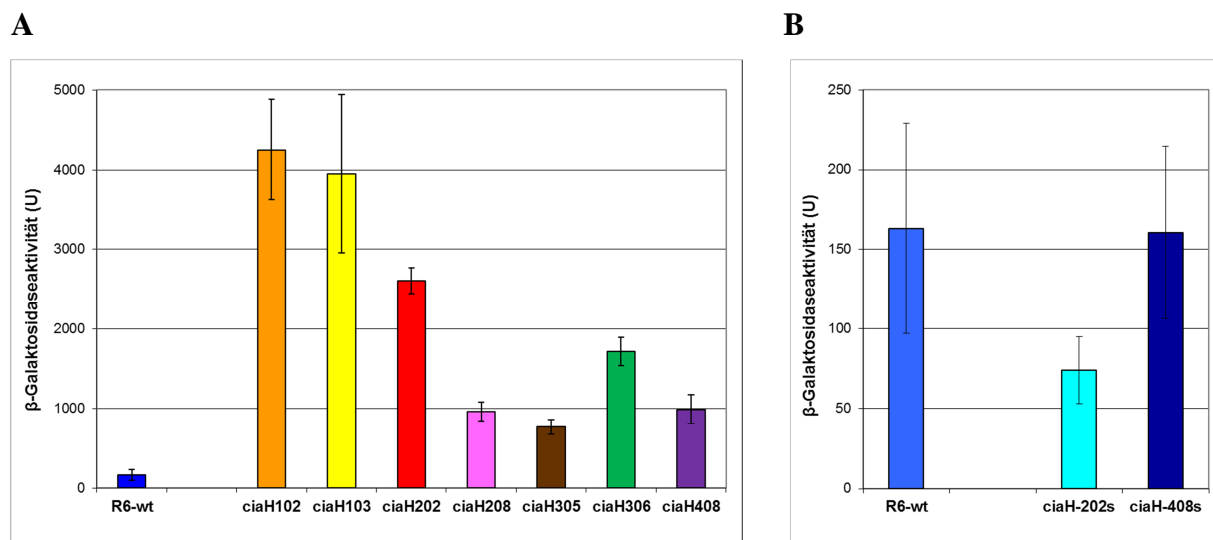 A
B
β-Galaktosidaseaktivität (U)
5000
4000
3000
2000
1000
0
R6-wt
ciaH102
ciaH103
ciaH202
ciaH208
ciaH305
ciaH306
ciaH408
β-Galaktosidaseaktivität (U)
250
200
150
100
50
0
R6-wt
ciaH-202s
ciaH-408s